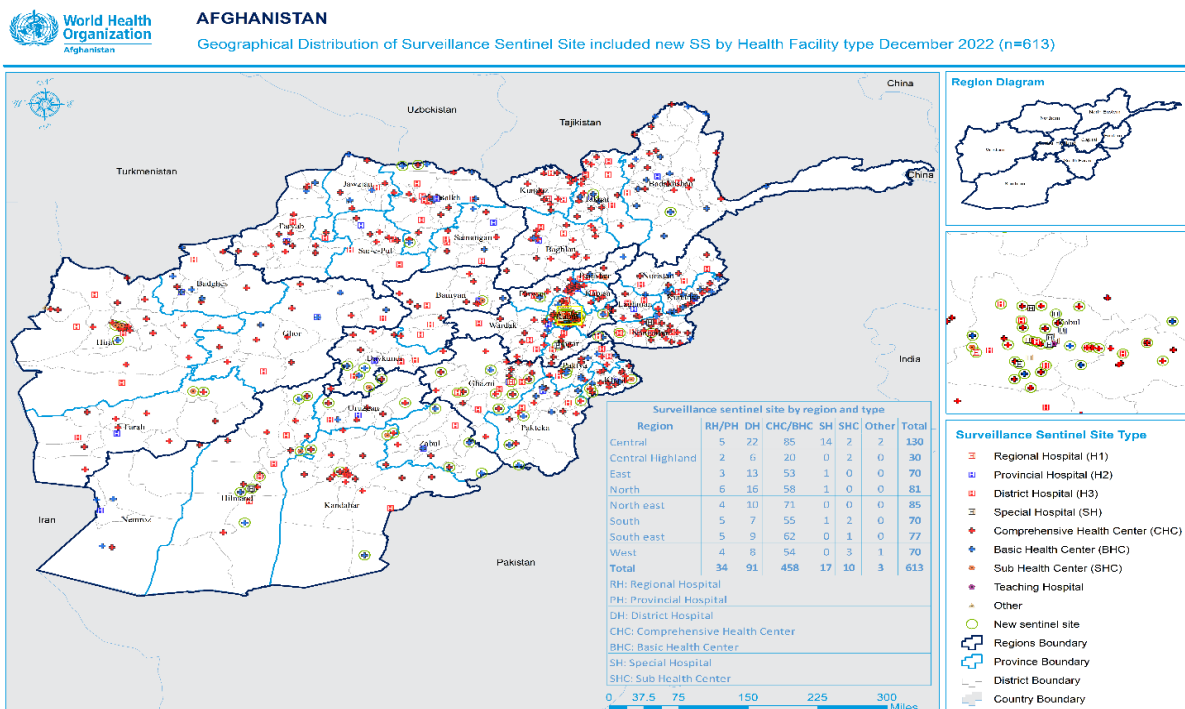 World Health
Organization
Afghanistan
AFGHANISTAN
Geographical Distribution of Surveillance Sentinel Site included new SS by Health Facility type December 2022 (n=613)
China
Uzbekistan
Tajikistan
Turkmenistan
China
Jawzjan
Balkh
Kunduz
Takhar
Badakhshan
Faryab
Sar-e-Pul
Samangan
Baghlan
Badghis
Bamyan
Nuristan
Kunar
Hirat
Ghor
Wardak
Logar
India
Ghazni
Paktya
Uruzgan
Farah
Zabul
Paktika
Hilmand
Kandahar
Nimroz
Iran
Pakistan
Surveillance sentinel site by region and type
Region RH/PH DH CHC/BHC SH SHC Other Total
Central 5 22 85 14 2 2 130
Central Highland 2 6 20 0 2 0 30
East 3 13 53 1 0 0 70
North 6 16 58 1 0 0 81
North east 4 10 71 0 0 0 85
South 5 7 55 1 2 0 70
South east 5 9 62 0 1 0 77
West 4 8 54 0 3 1 70
Total 34 91 458 17 10 3 613
RH: Regional Hospital
PH: Provincial Hospital
DH: District Hospital
CHC: Comprehensive Health Center
BHC: Basic Health Center
SH: Special Hospital
SHC: Sub Health Center
0 37.5 75 150 225 300
Miles
Region Diagram
Kabul
Surveillance Sentinel Site Type
Regional Hospital (H1)
Provincial Hospital (H2)
District Hospital (H3)
Special Hospital (SH)
Comprehensive Health Center (CHC)
Basic Health Center (BHC)
Sub Health Center (SHC)
Teaching Hospital
Other
New sentinel site
Regions Boundary
Province Boundary
District Boundary
Country Boundary